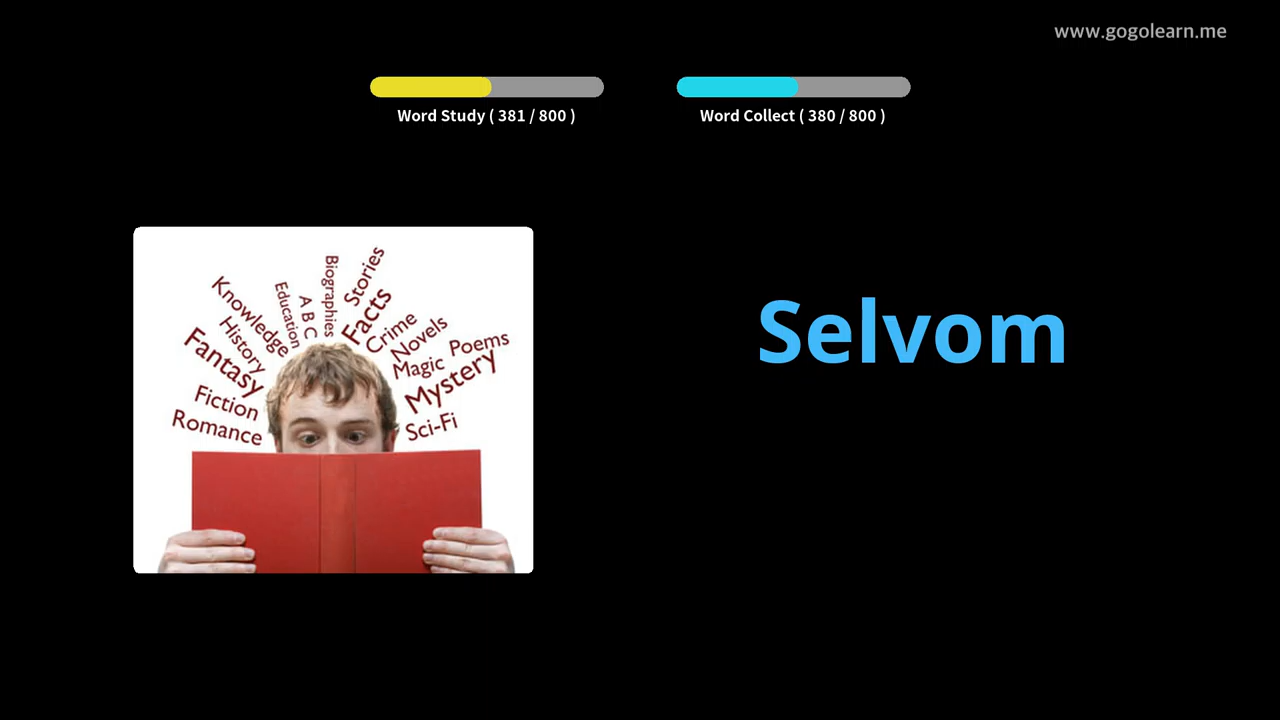 www.gogolearn.me
Word Study ( 381 / 800 )
Word Collect ( 380 / 800 )
Selvom
Biographies
Stories
Education
A B C
Facts
Knowledge
Crime
History
Novels
Fantasy
Magic
Poems
Mystery
Fiction
Romance
Sci-Fi